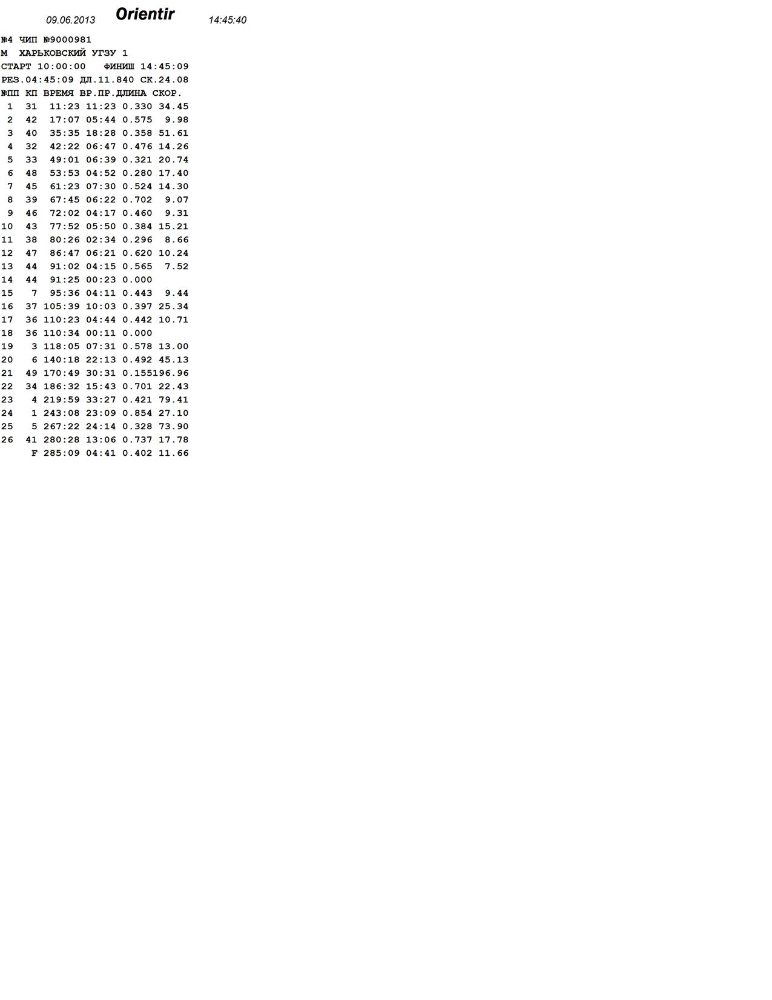 09.06.2013 Orientir 14:45:40
№4 ЧИП №9000981
М ХАРЬКОВСКИЙ УГЗУ 1
СТАРТ 10:00:00 ФИНИШ 14:45:09
РЕЗ.04:45:09 ДЛ.11.840 СК.24.08
№ПП КП ВРЕМЯ ВР.ПР.ДЛИНА СКОР.
1 31 11:23 11:23 0.330 34.45
2 42 17:07 05:44 0.575 9.98
3 40 35:35 18:28 0.358 51.61
4 32 42:22 06:47 0.476 14.26
5 33 49:01 06:39 0.321 20.74
6 48 53:53 04:52 0.280 17.40
7 45 61:23 07:30 0.524 14.30
8 39 67:45 06:22 0.702 9.07
9 46 72:02 04:17 0.460 9.31
10 43 77:52 05:50 0.384 15.21
11 38 80:26 02:34 0.296 8.66
12 47 86:47 06:21 0.620 10.24
13 44 91:02 04:15 0.565 7.52
14 44 91:25 00:23 0.000
15 7 95:36 04:11 0.443 9.44
16 37 105:39 10:03 0.397 25.34
17 36 110:23 04:44 0.442 10.71
18 36 110:34 00:11 0.000
19 3 118:05 07:31 0.578 13.00
20 6 140:18 22:13 0.492 45.13
21 49 170:49 30:31 0.155196.96
22 34 186:32 15:43 0.701 22.43
23 4 219:59 33:27 0.421 79.41
24 1 243:08 23:09 0.854 27.10
25 5 267:22 24:14 0.328 73.90
26 41 280:28 13:06 0.737 17.78
F 285:09 04:41 0.402 11.66